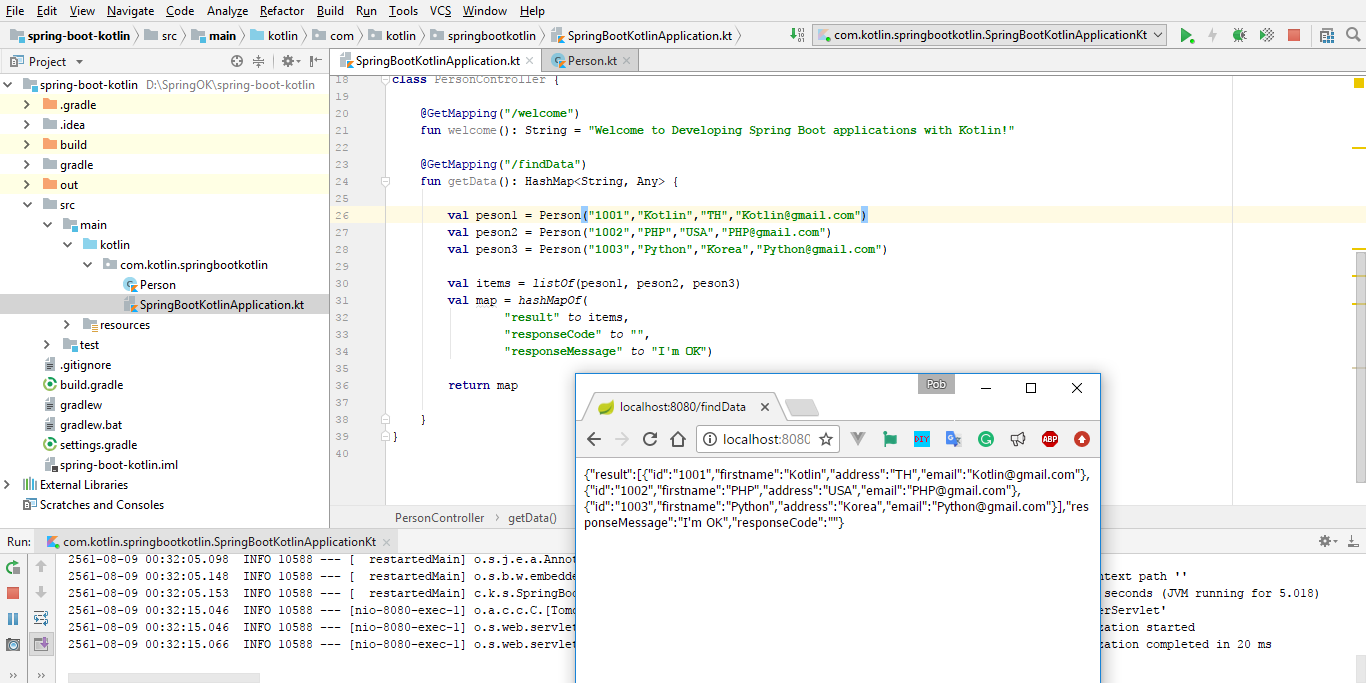 File Edit View Navigate Code Analyze Refactor Build Run Tools VCS Window Help
spring-boot-kotlin src main kotlin com kotlin springbootkotlin SpringBootKotlinApplication.kt com.kotlin.springbootkotlin.SpringBootKotlinApplicationKt
Project
SpringBootKotlinApplication.kt Person.kt
spring-boot-kotlin D:\SpringOK\spring-boot-kotlin
.gradle
.idea
build
gradle
out
src
main
kotlin
com.kotlin.springbootkotlin
Person
SpringBootKotlinApplication.kt
resources
test
.gitignore
build.gradle
gradlew
gradlew.bat
settings.gradle
spring-boot-kotlin.iml
External Libraries
Scratches and Consoles
18 class PersonController {
19
20 @GetMapping("/welcome")
21 fun welcome(): String = "Welcome to Developing Spring Boot applications with Kotlin!"
22
23 @GetMapping("/findData")
24 fun getData(): HashMap<String, Any> {
25
26 val peson1 = Person("1001","Kotlin","TH","Kotlin@gmail.com")
27 val peson2 = Person("1002","PHP","USA","PHP@gmail.com")
28 val peson3 = Person("1003","Python","Korea","Python@gmail.com")
29
30 val items = listOf(peson1, peson2, peson3)
31 val map = hashMapOf(
32 "result" to items,
33 "responseCode" to "",
34 "responseMessage" to "I'm OK")
35
36 return map
37
38 }
39 }
40
PersonController getData()
Pob
localhost:8080/findData
localhost:8080
DIY
ABP
{"result":[{"id":"1001","firstname":"Kotlin","address":"TH","email":"Kotlin@gmail.com"},
{"id":"1002","firstname":"PHP","address":"USA","email":"PHP@gmail.com"},
{"id":"1003","firstname":"Python","address":"Korea","email":"Python@gmail.com"}],"res
ponseMessage":"I'm OK","responseCode":""}
Run: com.kotlin.springbootkotlin.SpringBootKotlinApplicationKt
2561-08-09 00:32:05.098 INFO 10588 --- [ restartedMain] o.s.j.e.a.Annot
2561-08-09 00:32:05.148 INFO 10588 --- [ restartedMain] o.s.b.w.embedde ntext path ''
2561-08-09 00:32:05.153 INFO 10588 --- [ restartedMain] c.k.s.SpringBoo seconds (JVM running for 5.018)
2561-08-09 00:32:15.046 INFO 10588 --- [nio-8080-exec-1] o.a.c.c.C.[Tomc erServlet'
2561-08-09 00:32:15.046 INFO 10588 --- [nio-8080-exec-1] o.s.web.servlet zation started
2561-08-09 00:32:15.066 INFO 10588 --- [nio-8080-exec-1] o.s.web.servlet zation completed in 20 ms